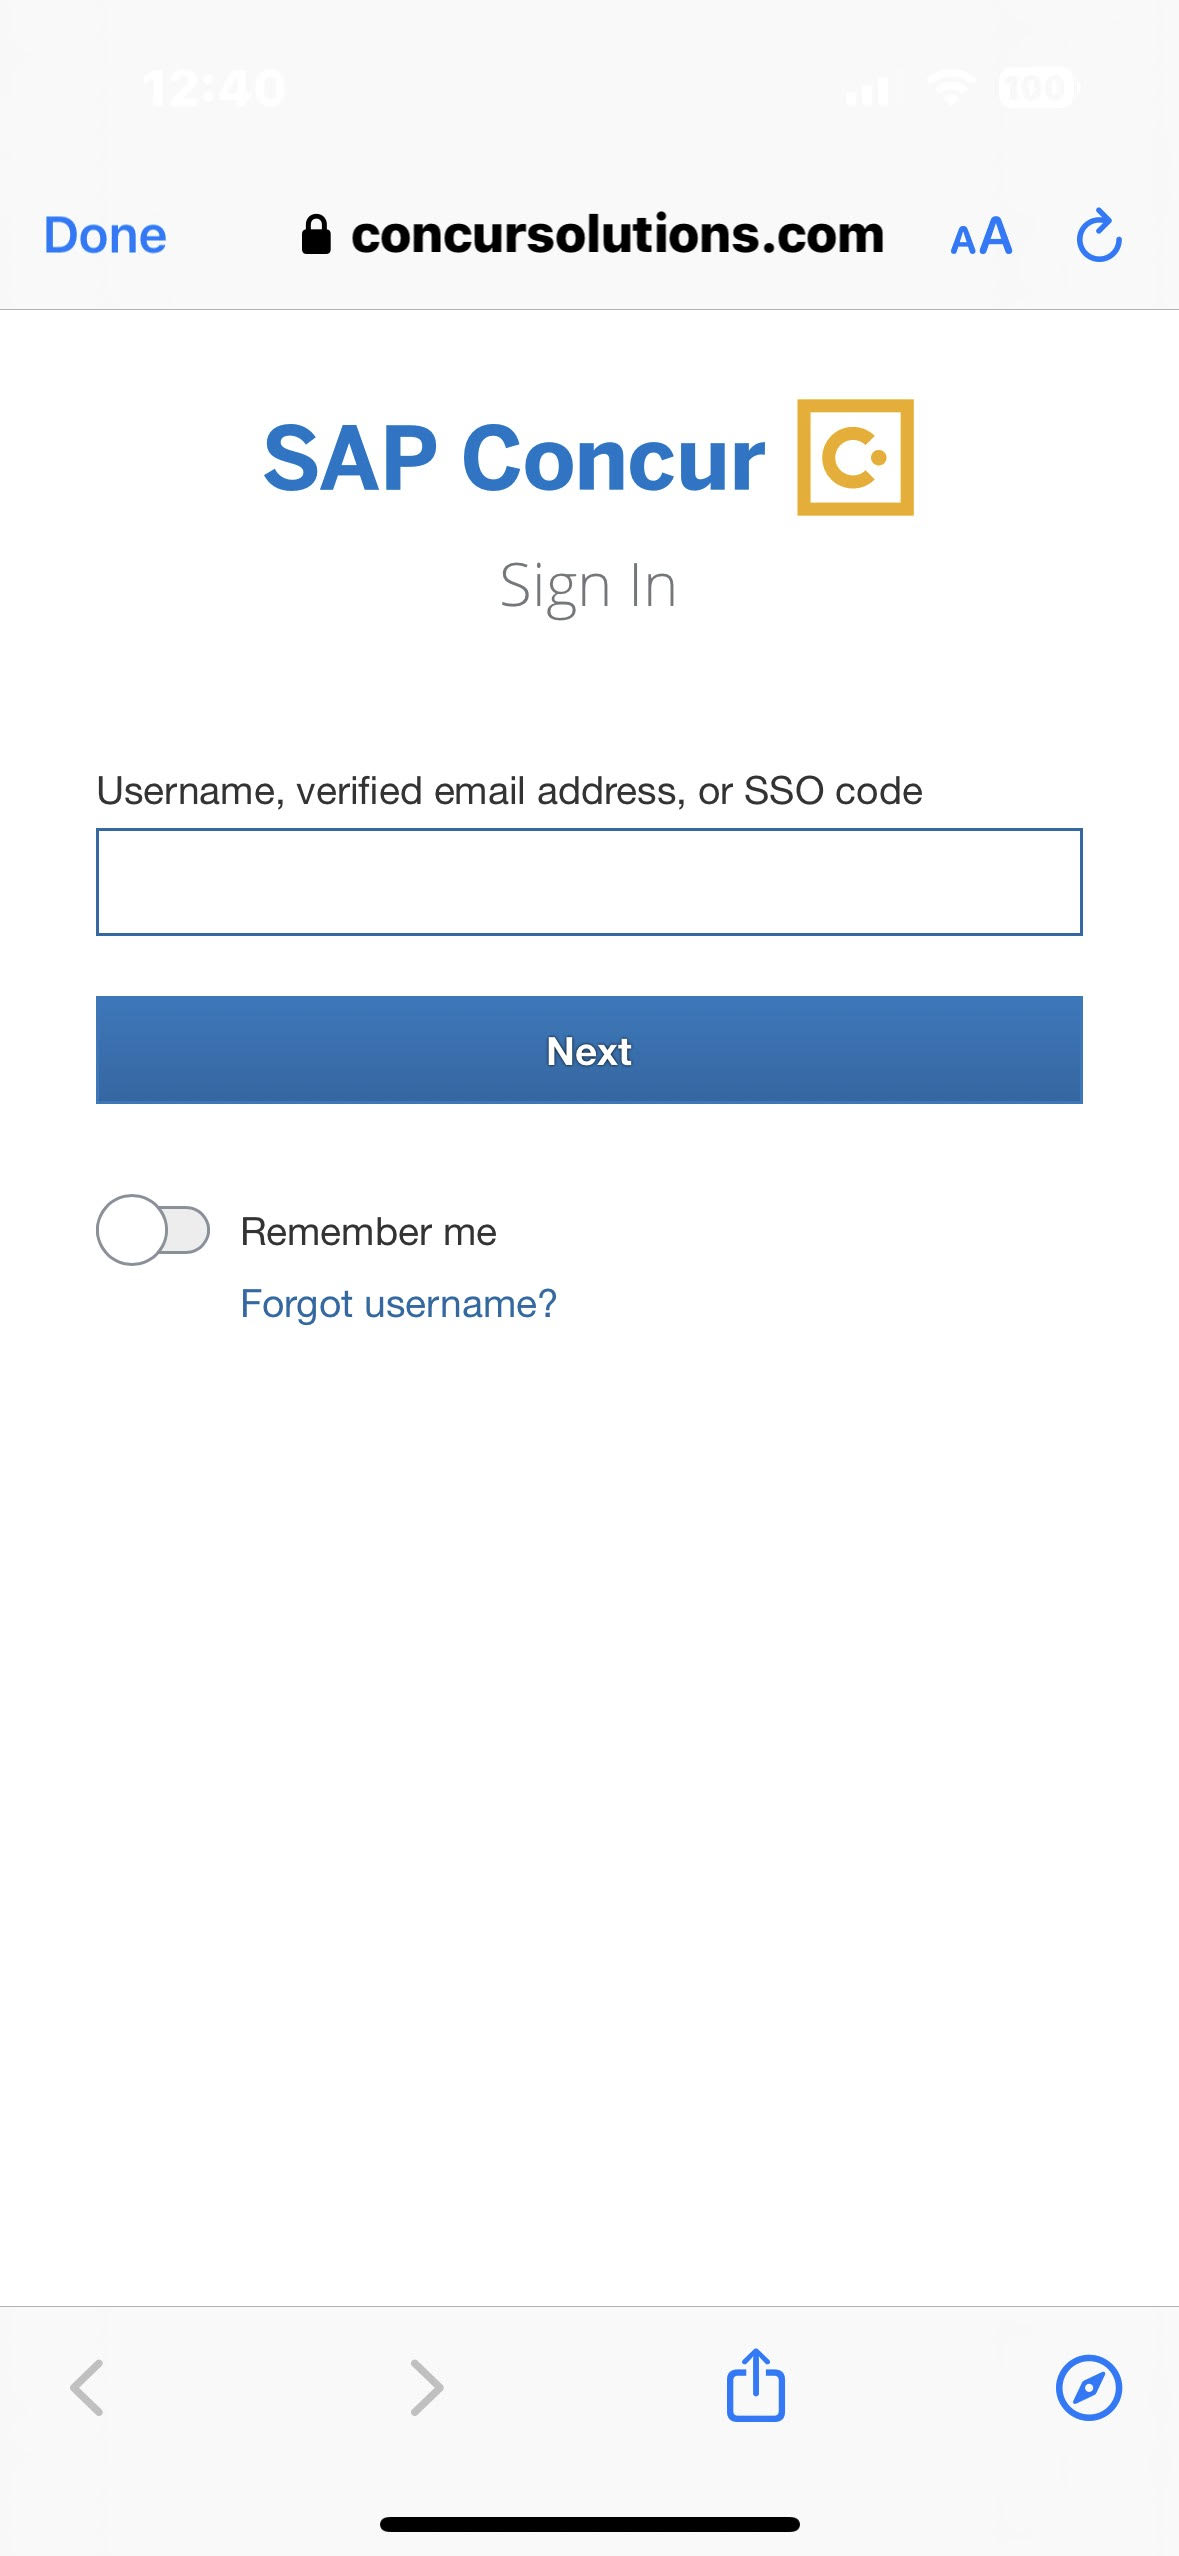 12:40
100
Done
concursolutions.com
AA
SAP Concur C
Sign In
Username, verified email address, or SSO code
Next
Remember me
Forgot username?